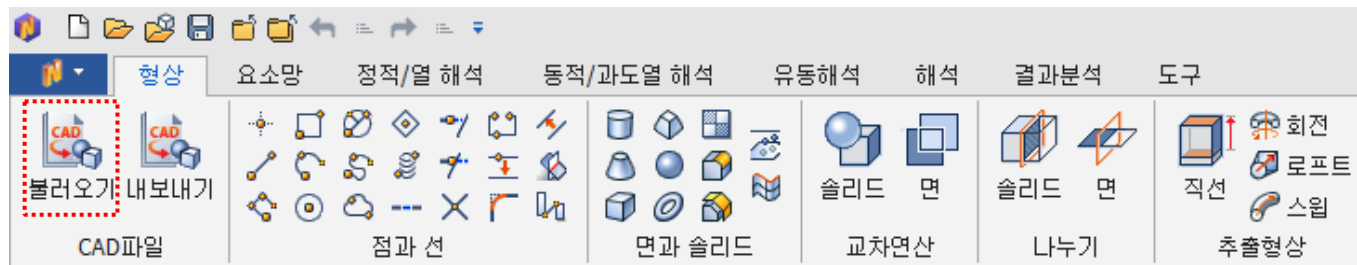 형상 요소망 정적/열 해석 동적/과도열 해석 유동해석 해석 결과분석 도구
CAD CAD
회전
로프트
불러오기 내보내기 솔리드 면 솔리드 면 직선
스윕
CAD파일 점과 선 면과 솔리드 교차연산 나누기 추출형상